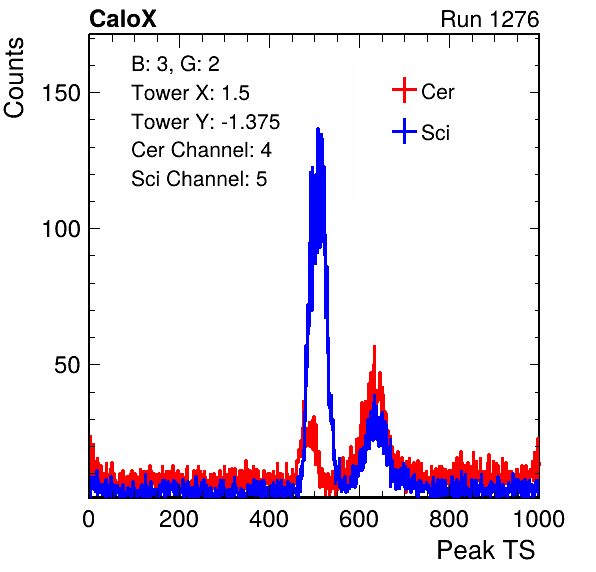 CaloX Run 1276
Counts
B: 3, G: 2
Tower X: 1.5
Tower Y: -1.375
Cer Channel: 4
Sci Channel: 5
Cer
Sci
150
100
50
0 200 400 600 800 1000
Peak TS